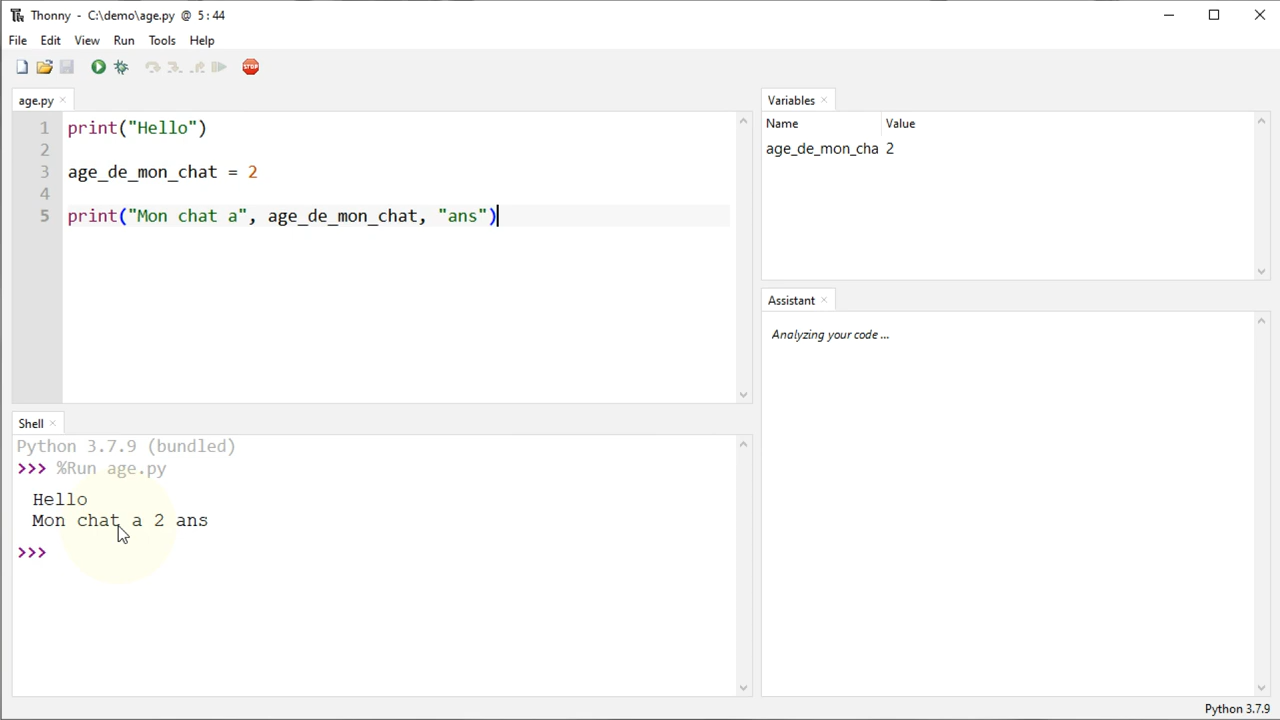 Thonny - C:\demo\age.py @ 5:44
File Edit View Run Tools Help
STOP
age.py ×
1 print("Hello")
2
3 age_de_mon_chat = 2
4
5 print("Mon chat a", age_de_mon_chat, "ans")
Variables ×
Name Value
age_de_mon_cha 2
Assistant ×
Analyzing your code ...
Shell ×
Python 3.7.9 (bundled)
>>> %Run age.py
Hello
Mon chat a 2 ans
>>>
Python 3.7.9